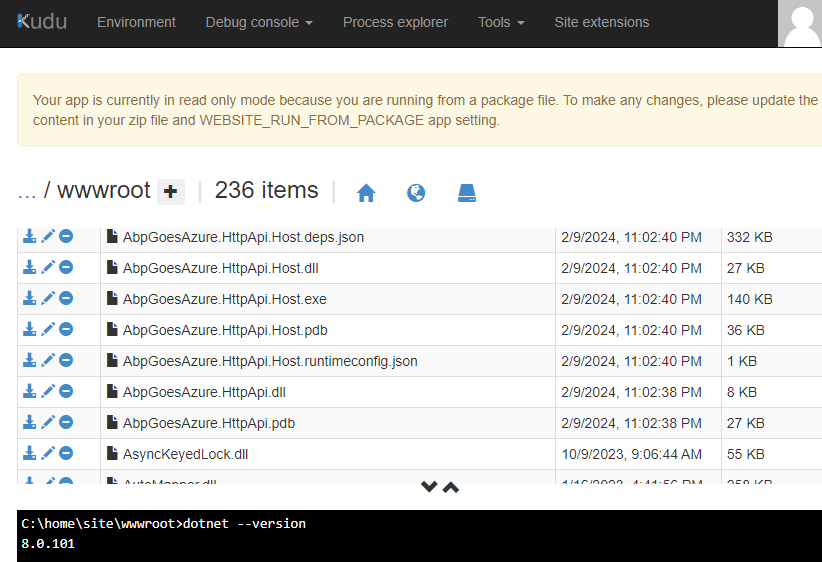 Kudu Environment Debug console Process explorer Tools Site extensions
Your app is currently in read only mode because you are running from a package file. To make any changes, please update the
content in your zip file and WEBSITE_RUN_FROM_PACKAGE app setting.
... / wwwroot + | 236 items |
AbpGoesAzure.HttpApi.Host.deps.json 2/9/2024, 11:02:40 PM 332 KB
AbpGoesAzure.HttpApi.Host.dll 2/9/2024, 11:02:40 PM 27 KB
AbpGoesAzure.HttpApi.Host.exe 2/9/2024, 11:02:40 PM 140 KB
AbpGoesAzure.HttpApi.Host.pdb 2/9/2024, 11:02:40 PM 36 KB
AbpGoesAzure.HttpApi.Host.runtimeconfig.json 2/9/2024, 11:02:40 PM 1 KB
AbpGoesAzure.HttpApi.dll 2/9/2024, 11:02:38 PM 8 KB
AbpGoesAzure.HttpApi.pdb 2/9/2024, 11:02:38 PM 27 KB
AsyncKeyedLock.dll 10/9/2023, 9:06:44 AM 55 KB
AutoMapper.dll
C:\home\site\wwwroot>dotnet --version
8.0.101